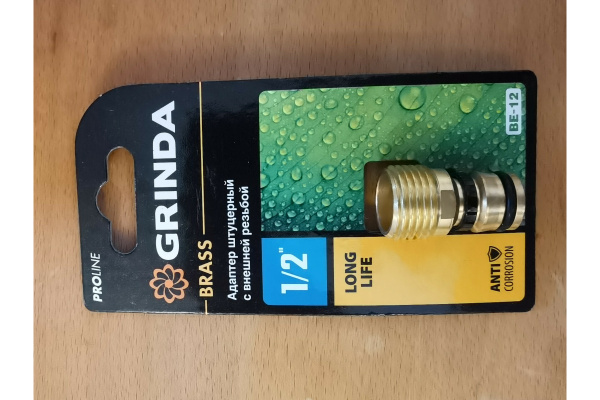 PROLINE
GRINDA
BRASS
Адаптер штуцерный
с внешней резьбой
1/2"
LONG
LIFE
ANTI
CORROSION
BE-12